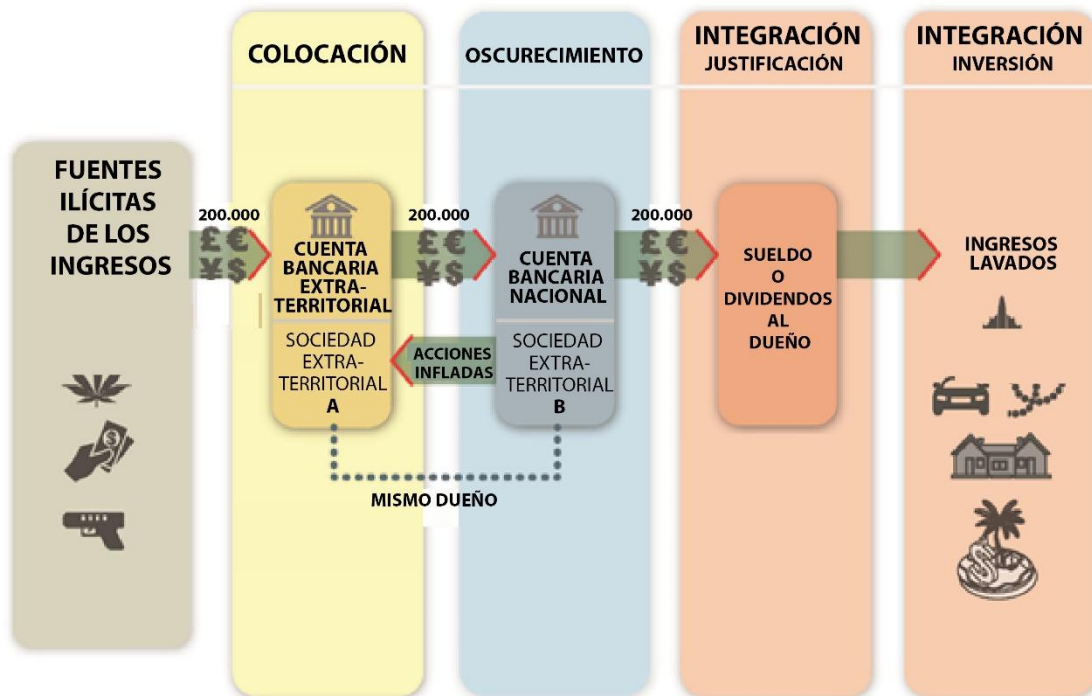 COLOCACIÓN
OSCURECIMIENTO
INTEGRACIÓN
JUSTIFICACIÓN
INTEGRACIÓN
INVERSIÓN
FUENTES
ILÍCITAS
DE LOS
INGRESOS
200.000
£€
¥$
CUENTA
BANCARIA
EXTRA-
TERRITORIAL
SOCIEDAD
EXTRA-
TERRITORIAL
A
200.000
£€
¥$
ACCIONES
INFLADAS
CUENTA
BANCARIA
NACIONAL
SOCIEDAD
EXTRA-
TERRITORIAL
B
MISMO DUEÑO
200.000
£€
¥$
SUELDO
O
DIVIDENDOS
AL
DUEÑO
INGRESOS
LAVADOS